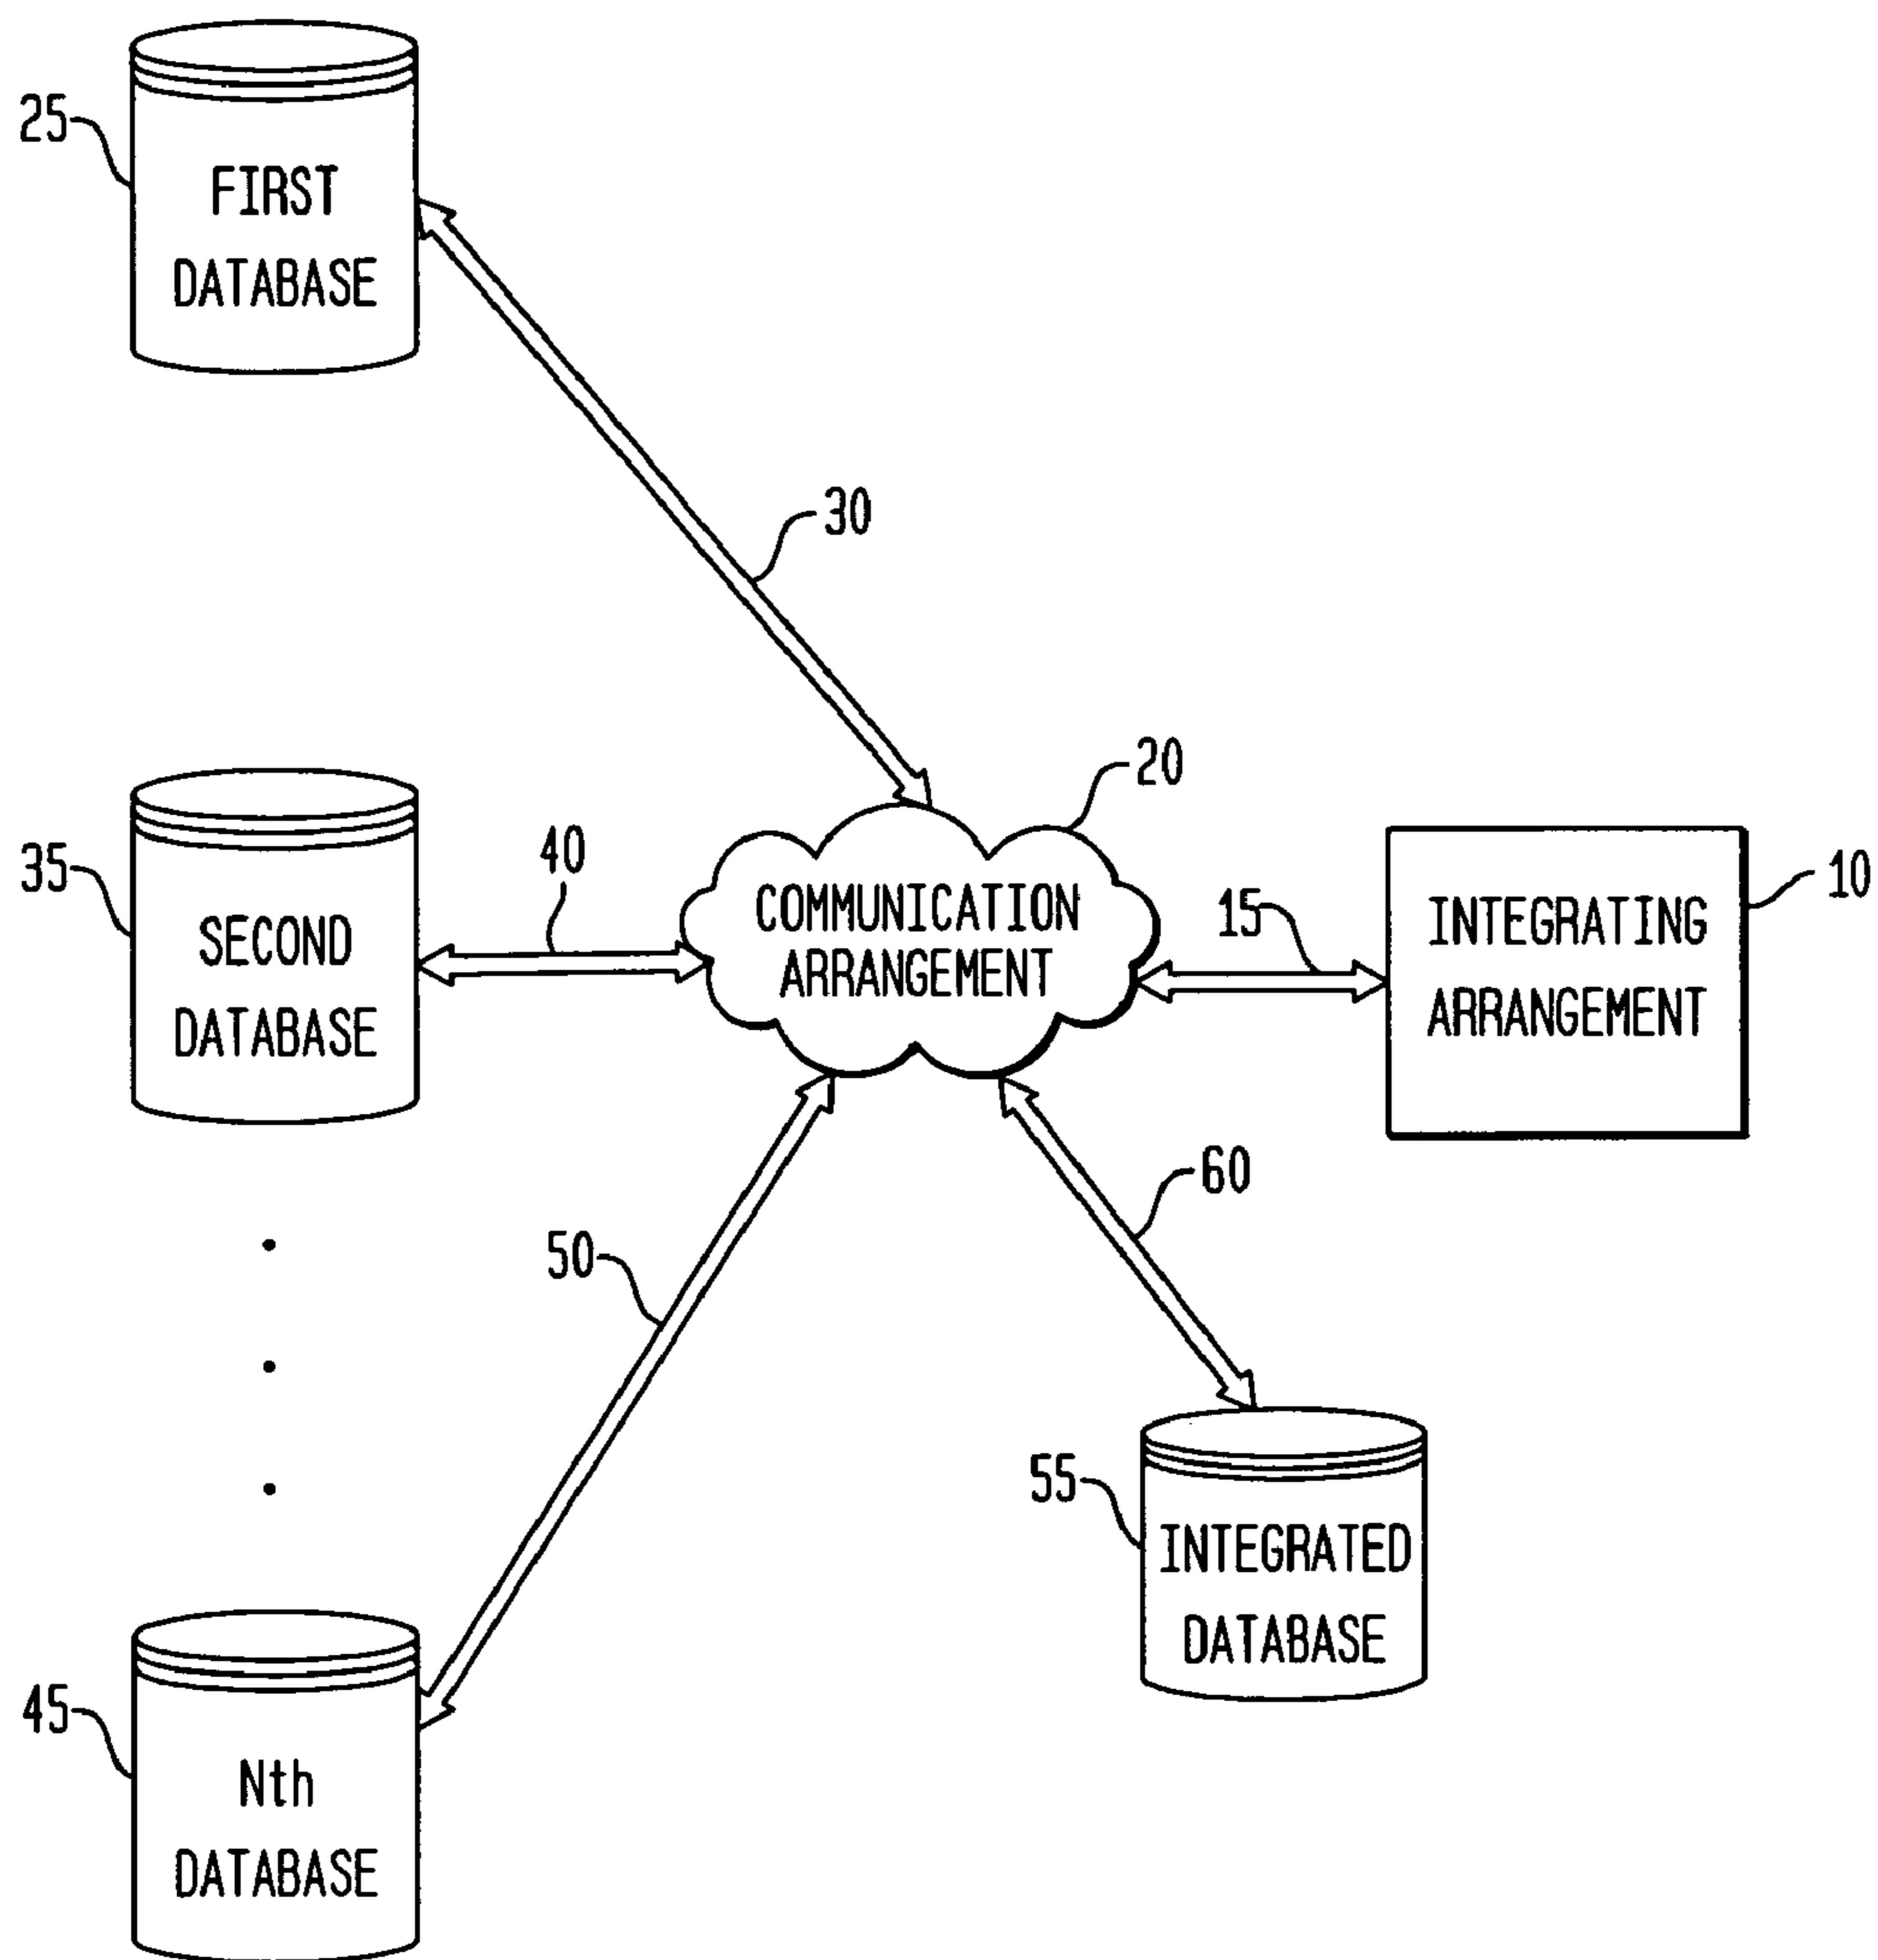 25
FIRST
DATABASE
30
20
35
SECOND
DATABASE
40
COMMUNICATION
ARRANGEMENT
15
INTEGRATING
ARRANGEMENT
10
60
50
55
INTEGRATED
DATABASE
45
Nth
DATABASE